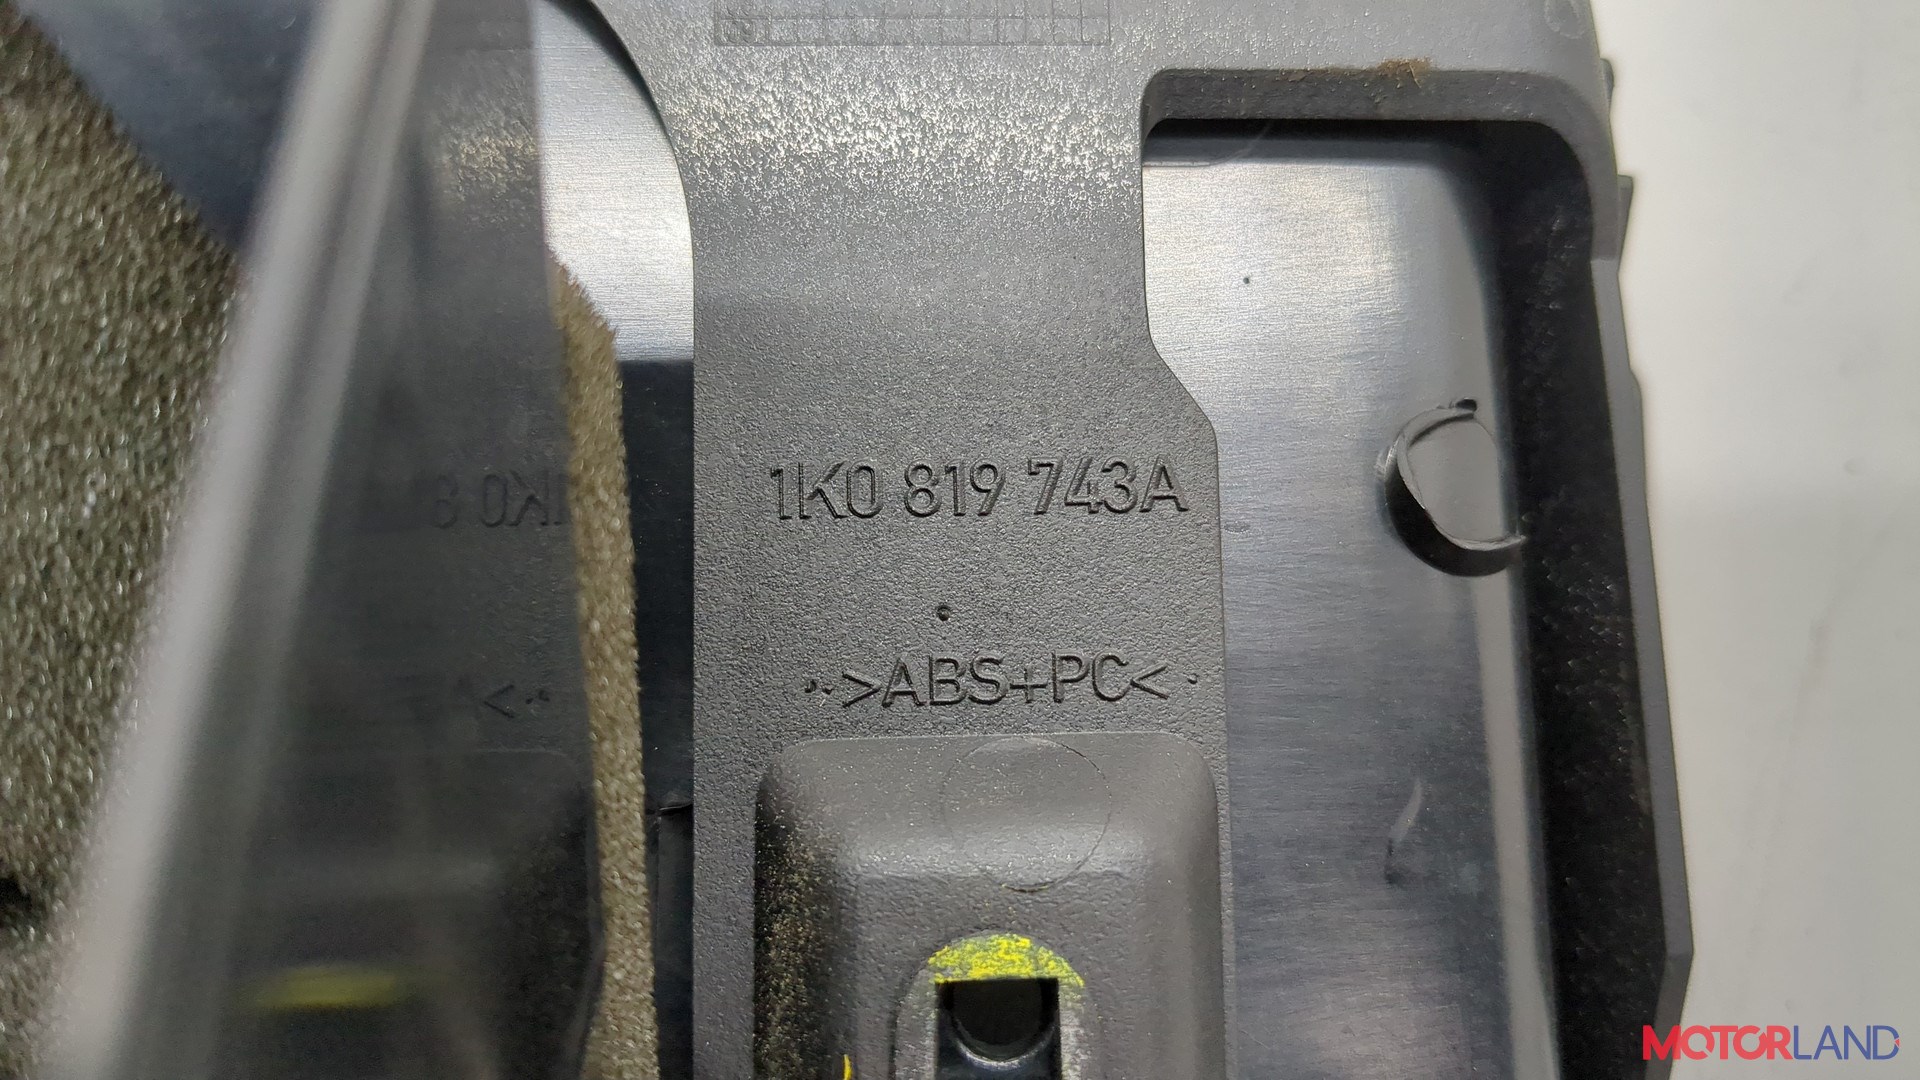 1K0 819 743A
>ABS+PC<
MOTORLAND